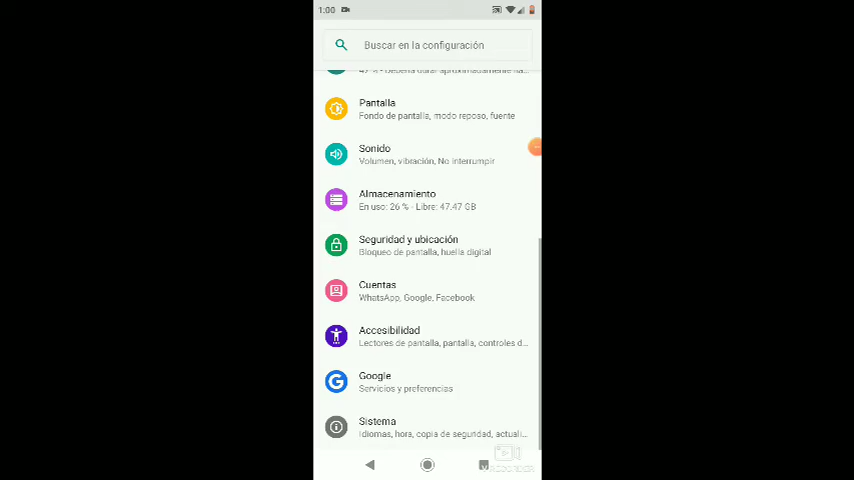 1:00
Buscar en la configuración
Pantalla
Fondo de pantalla, modo reposo, fuente
Sonido
Volumen, vibración, No interrumpir
Almacenamiento
En uso: 26 % - Libre: 47.47 GB
Seguridad y ubicación
Bloqueo de pantalla, huella digital
Cuentas
WhatsApp, Google, Facebook
Accesibilidad
Lectores de pantalla, pantalla, controles d...
Google
Servicios y preferencias
Sistema
Idiomas, hora, copia de seguridad, actuali...